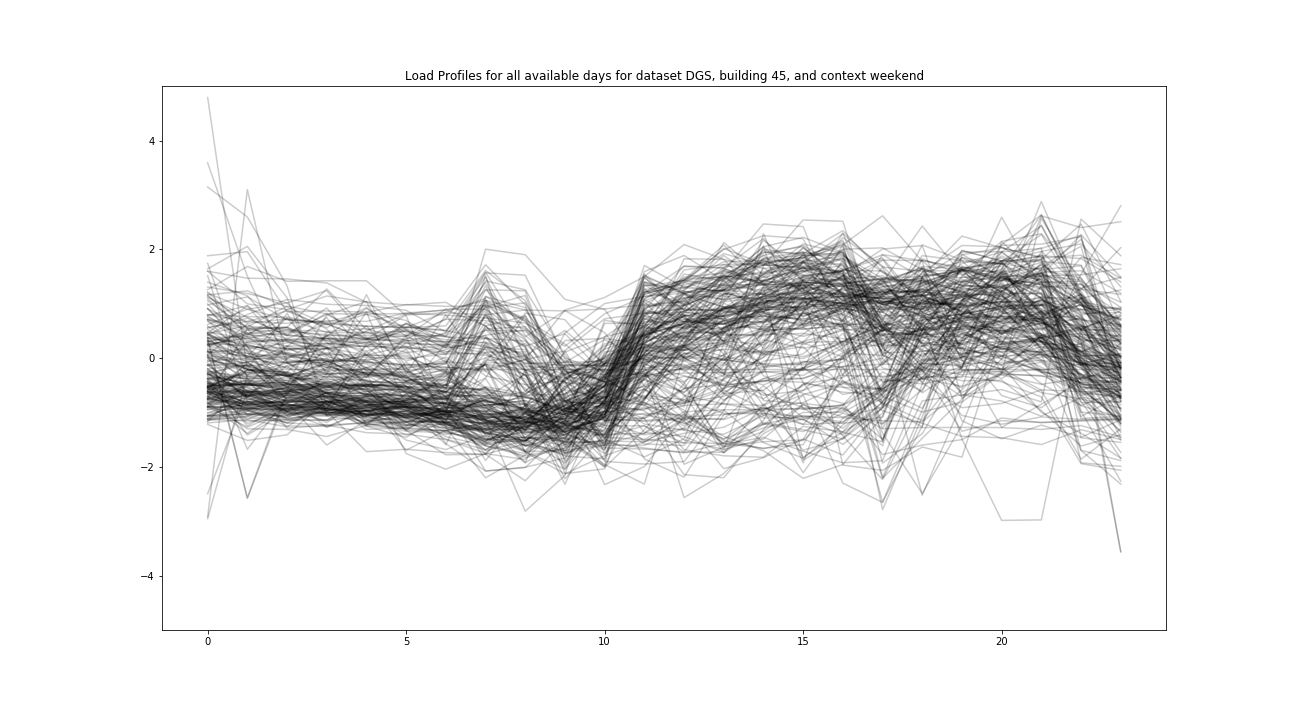 Load Profiles for all available days for dataset DGS, building 45, and context weekend
4
2
0
−2
−4
0 5 10 15 20